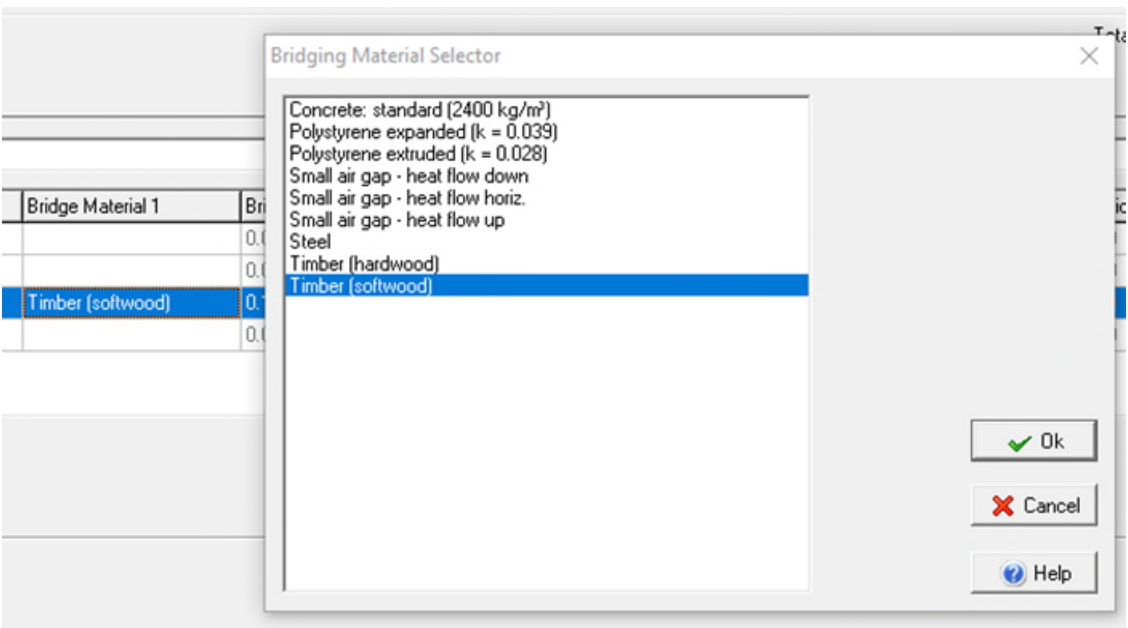 Bridging Material Selector
Concrete: standard (2400 kg/m³)
Polystyrene expanded (k = 0.039)
Polystyrene extruded (k = 0.028)
Small air gap - heat flow down
Small air gap - heat flow horiz.
Small air gap - heat flow up
Steel
Timber (hardwood)
Timber (softwood)
Bridge Material 1
Timber (softwood)
Ok
Cancel
Help